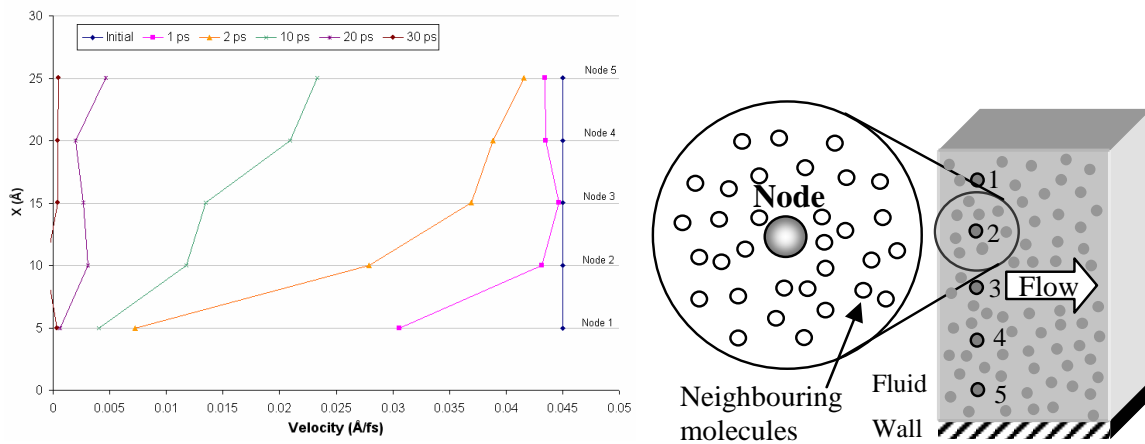 30
25
20
15
10
5
0
X (Å)
Initial 1 ps 2 ps 10 ps 20 ps 30 ps
Node 5
Node 4
Node 3
Node 2
Node 1
0 0.005 0.01 0.015 0.02 0.025 0.03 0.035 0.04 0.045 0.05
Velocity (Å/fs)
Node
Neighbouring
molecules
1
2
3
4
5
Flow
Fluid
Wall